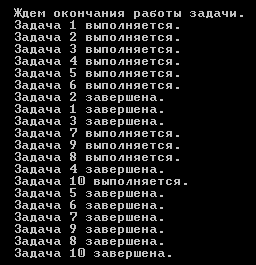 Ждем окончания работы задачи.
Задача 1 выполняется.
Задача 2 выполняется.
Задача 3 выполняется.
Задача 4 выполняется.
Задача 5 выполняется.
Задача 6 выполняется.
Задача 2 завершена.
Задача 1 завершена.
Задача 3 завершена.
Задача 7 выполняется.
Задача 9 выполняется.
Задача 8 выполняется.
Задача 4 завершена.
Задача 10 выполняется.
Задача 5 завершена.
Задача 6 завершена.
Задача 7 завершена.
Задача 9 завершена.
Задача 8 завершена.
Задача 10 завершена.